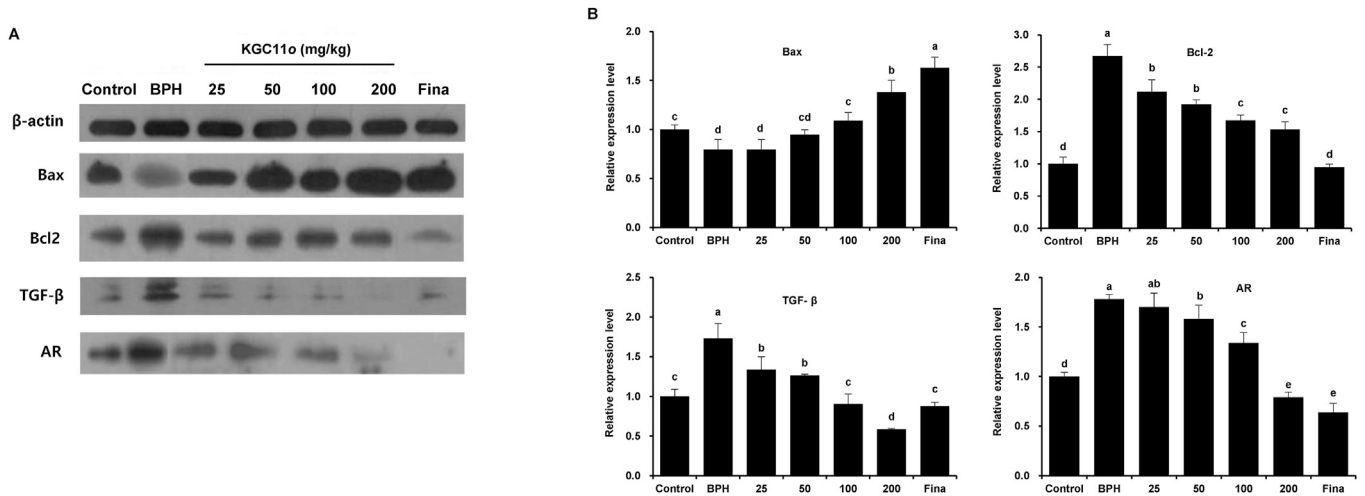 A
KGC11o (mg/kg)
Control BPH 25 50 100 200 Fina
β-actin
Bax
Bcl2
TGF-β
AR
B
Bax
Relative expression level
2.0
1.5
1.0
0.5
0.0
c d d cd c b a
Control BPH 25 50 100 200 Fina
Bcl-2
Relative expression level
3.0
2.5
2.0
1.5
1.0
0.5
0.0
d a b b c c d
Control BPH 25 50 100 200 Fina
TGF- β
Relative expression level
2.5
2.0
1.5
1.0
0.5
0.0
c a b b c d c
Control BPH 25 50 100 200 Fina
AR
Relative expression level
2.0
1.5
1.0
0.5
0.0
d a ab b c e e
Control BPH 25 50 100 200 Fina